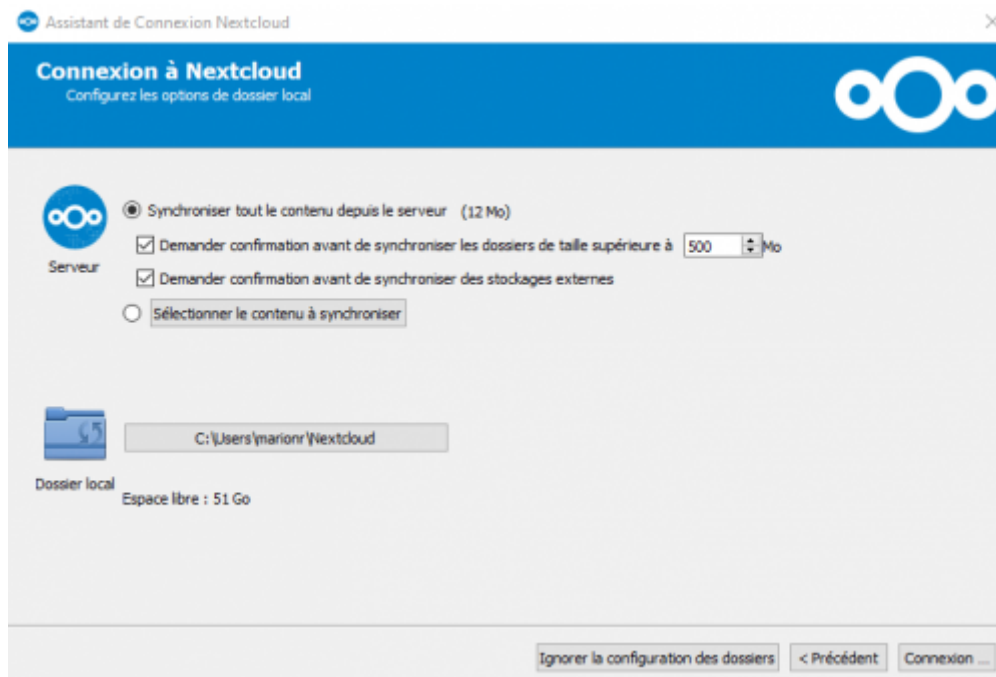 Assistant de Connexion Nextcloud
Connexion à Nextcloud
Configurez les options de dossier local
Synchroniser tout le contenu depuis le serveur (12 Mo)
Demander confirmation avant de synchroniser les dossiers de taille supérieure à 500 Mo
Serveur
Demander confirmation avant de synchroniser des stockages externes
Sélectionner le contenu à synchroniser
C:\Users\marionr\Nextcloud
Dossier local
Espace libre : 51 Go
Ignorer la configuration des dossiers < Précédent Connexion ...